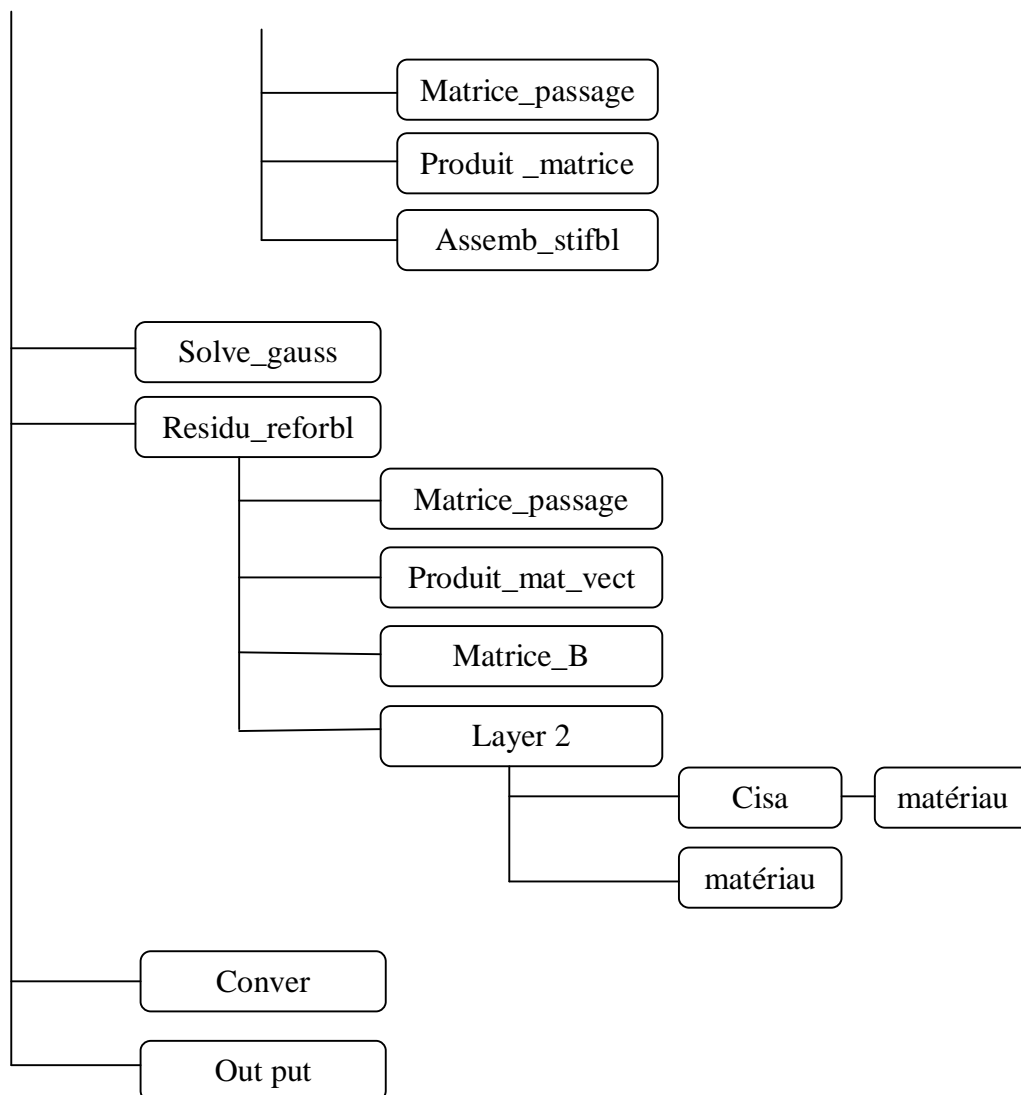 Matrice_passage
Produit _matrice
Assemb_stifbl
Solve_gauss
Residu_reforbl
Matrice_passage
Produit_mat_vect
Matrice_B
Layer 2
Cisa
matériau
matériau
Conver
Out put